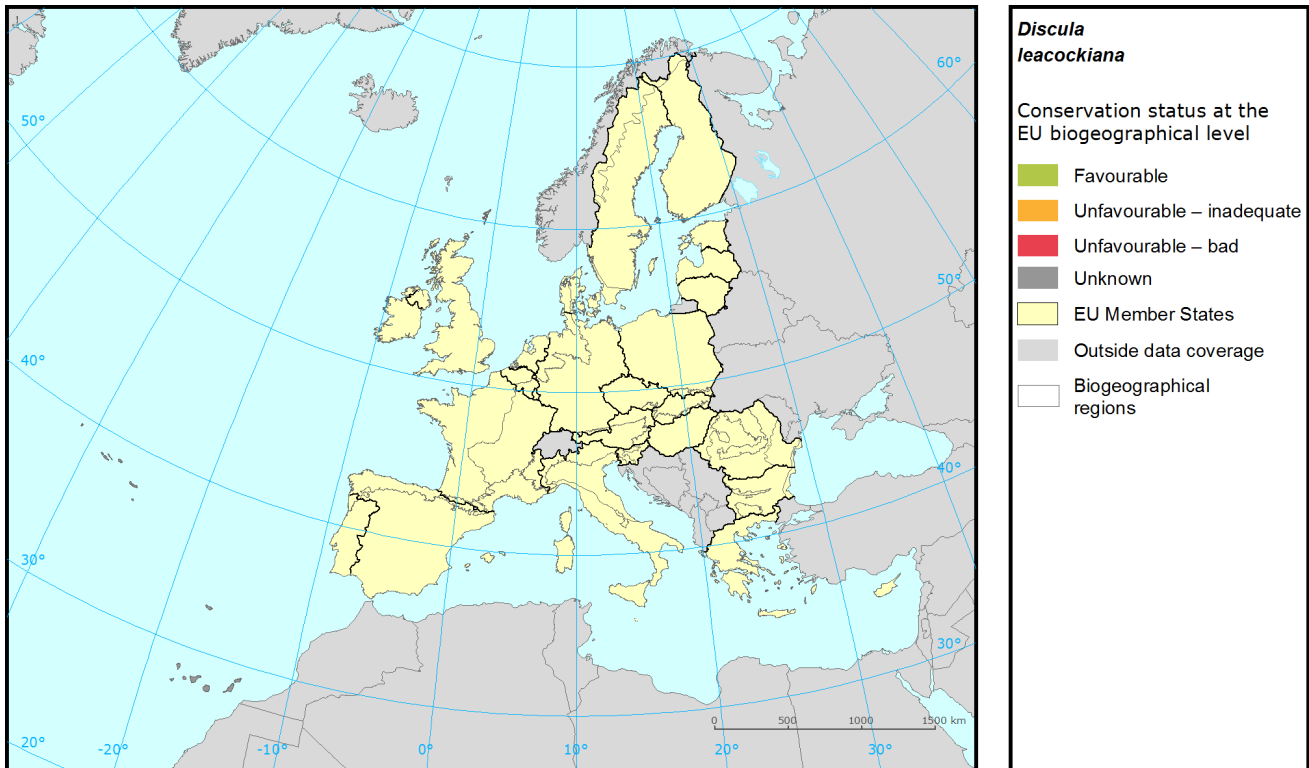 60°
50°
50°
40°
40°
30°
30°
20°
-20°
-10°
0°
10°
20°
30°
0 500 1000 1500 km
Discula
leacockiana
Conservation status at the
EU biogeographical level
Favourable
Unfavourable – inadequate
Unfavourable – bad
Unknown
EU Member States
Outside data coverage
Biogeographical
regions